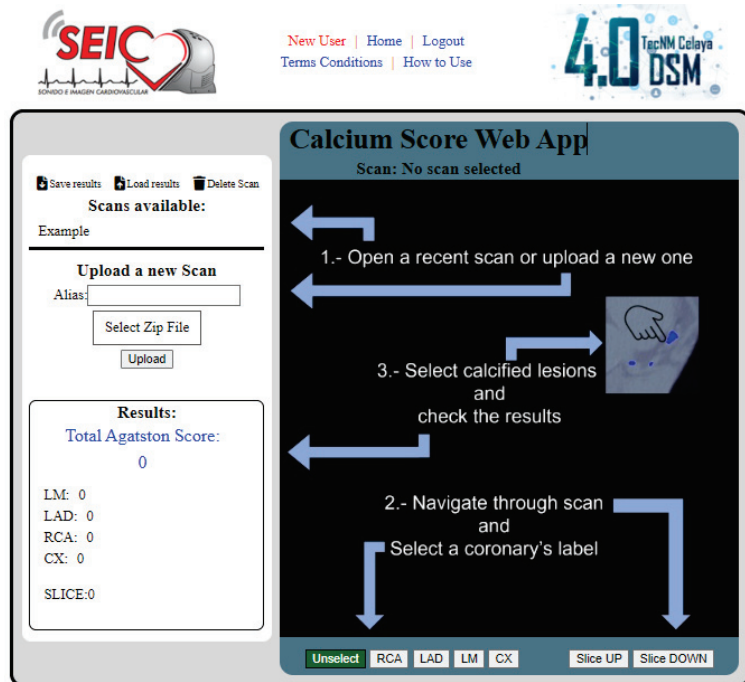 SEIC
SONIDO E IMAGEN CARDIOVASCULAR
New User | Home | Logout
Terms Conditions | How to Use
4.0 TecNM Celaya
DSM
Calcium Score Web App
Scan: No scan selected
Save results Load results Delete Scan
Scans available:
Example
Upload a new Scan
Alias:
Select Zip File
Upload
Results:
Total Agatston Score:
0
LM: 0
LAD: 0
RCA: 0
CX: 0
SLICE:0
1.- Open a recent scan or upload a new one
3.- Select calcified lesions
and
check the results
2.- Navigate through scan
and
Select a coronary's label
Unselect RCA LAD LM CX Slice UP Slice DOWN